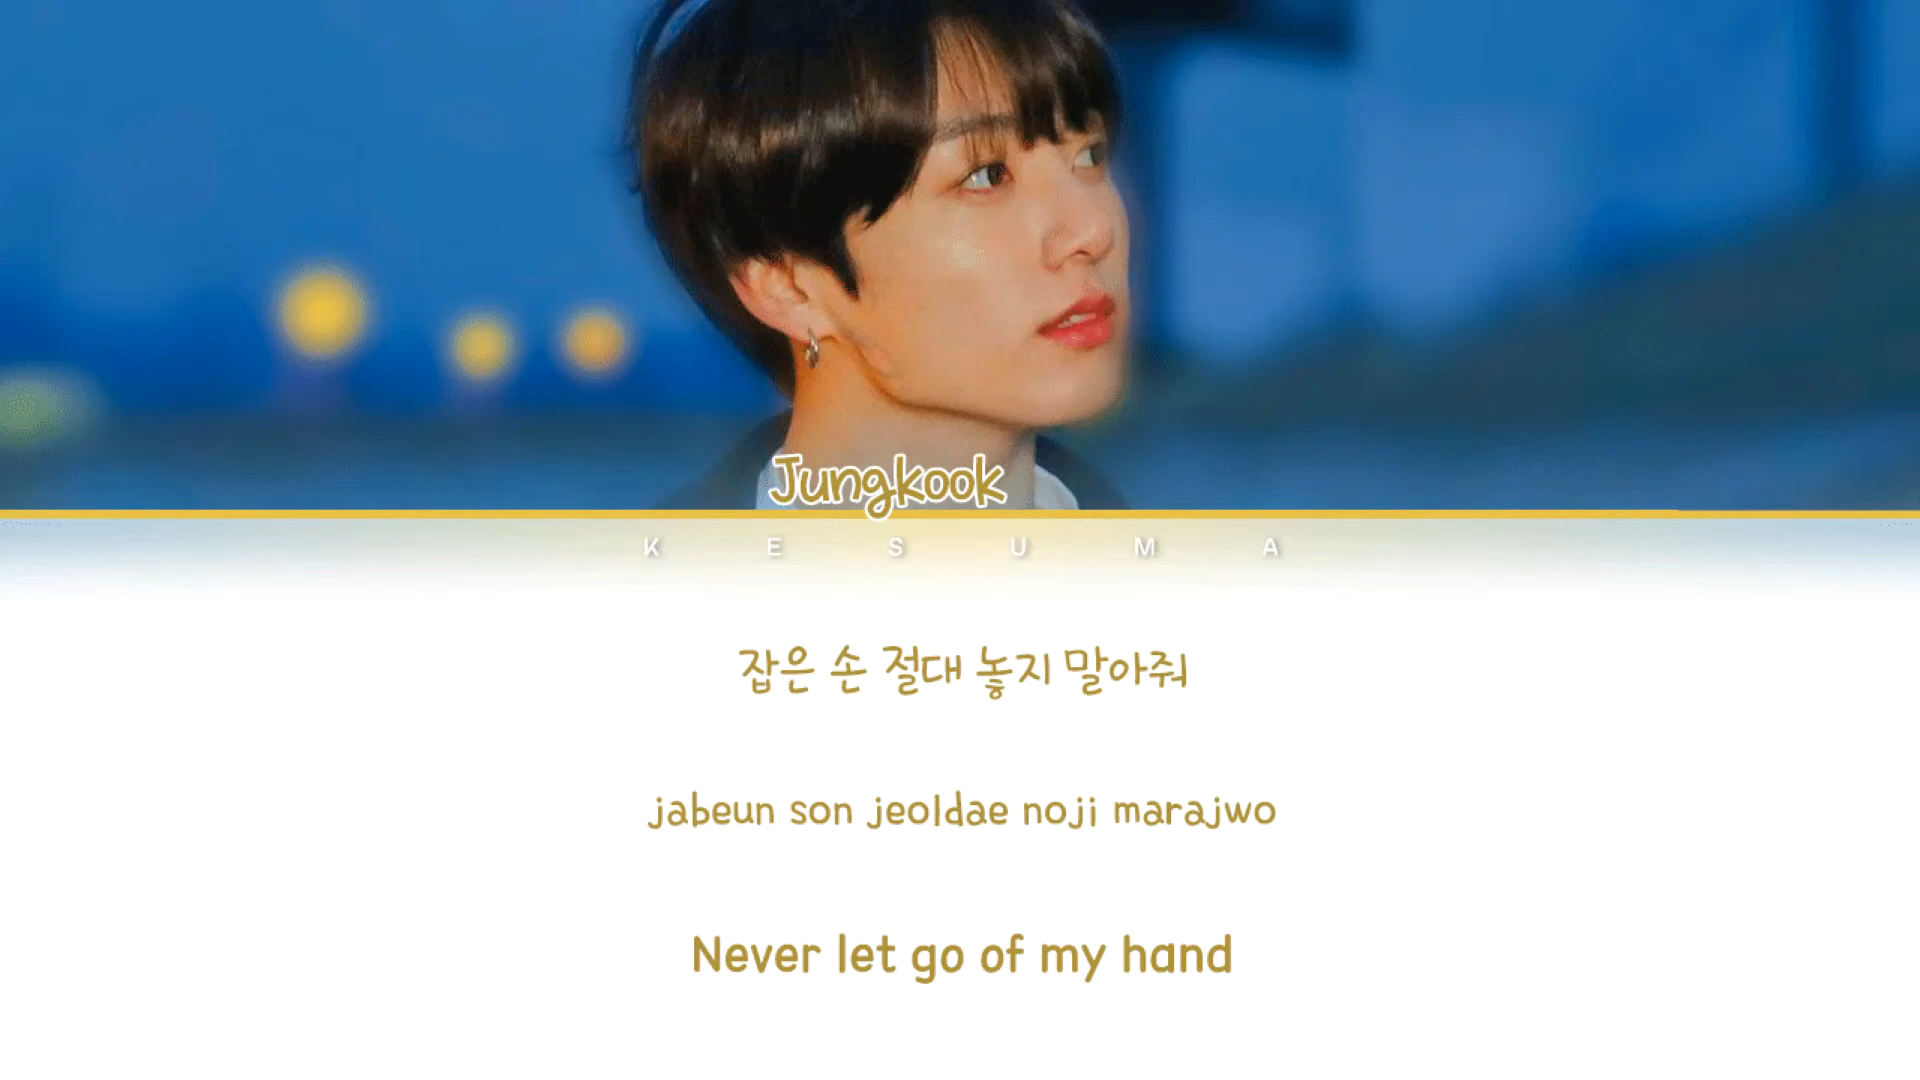 Jungkook
K E S U M A
잡은 손 절대 놓지 말아줘
jabeun son jeoldae noji marajwo
Never let go of my hand